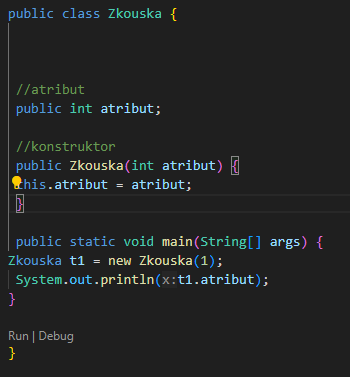 public class Zkouska {
//atribut
public int atribut;
//konstruktor
public Zkouska(int atribut) {
this.atribut = atribut;
}
public static void main(String[] args) {
Zkouska t1 = new Zkouska(1);
System.out.println(x:t1.atribut);
}
Run | Debug
}